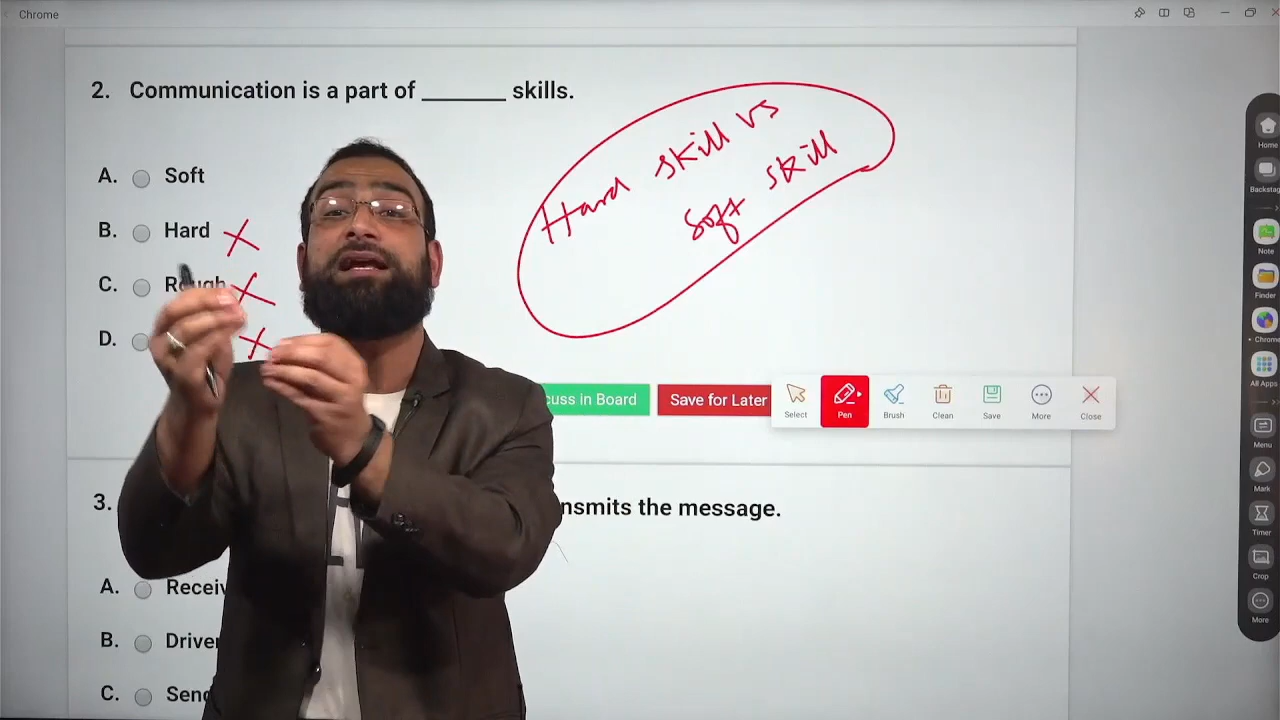 Chrome
2. Communication is a part of _______ skills.
A. Soft
B. Hard
C. Rough
D.
Hard skill vs
soft skill
cuss in Board
Save for Later
Select
Pen
Brush
Clean
Save
More
Close
3. nsmits the message.
A. Receiv
B. Driver
C. Send
Home
Backstag
Note
Finder
Chrome
All Apps
Menu
Mark
Timer
Crop
More